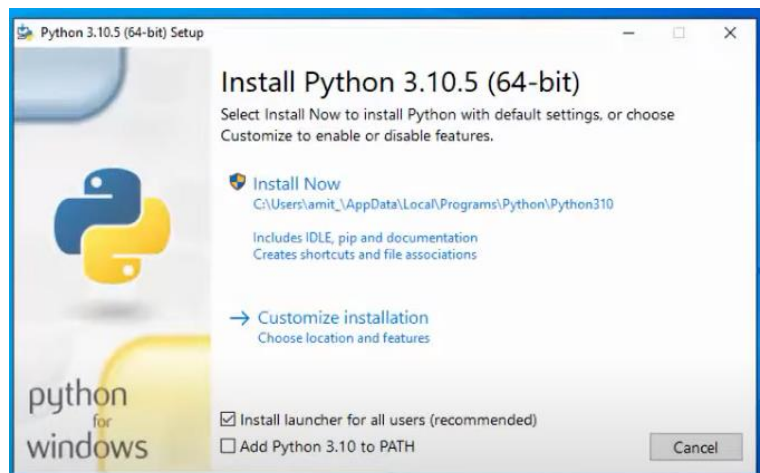 Python 3.10.5 (64-bit) Setup
Install Python 3.10.5 (64-bit)
Select Install Now to install Python with default settings, or choose
Customize to enable or disable features.
Install Now
C:\Users\amit_\AppData\Local\Programs\Python\Python310
Includes IDLE, pip and documentation
Creates shortcuts and file associations
Customize installation
Choose location and features
python
for
windows
Install launcher for all users (recommended)
Add Python 3.10 to PATH
Cancel